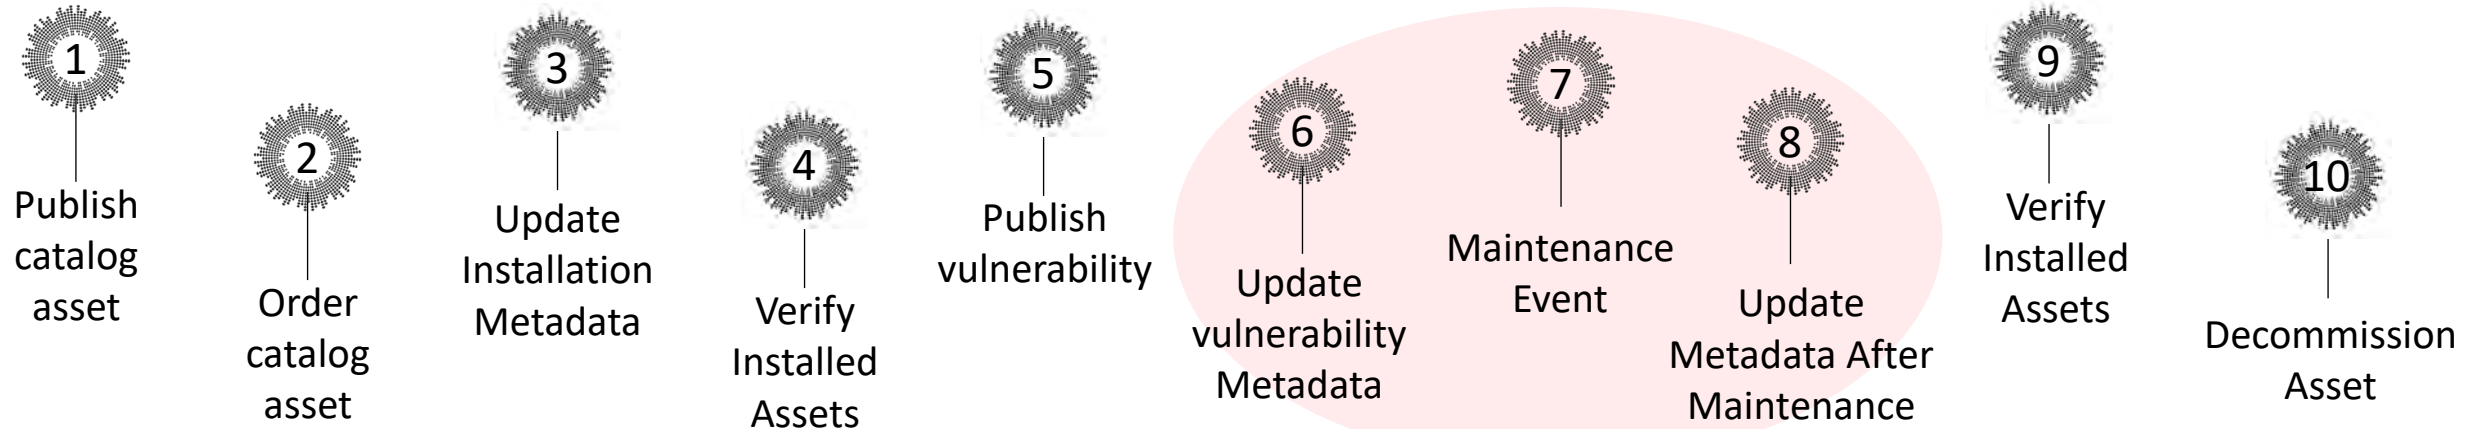 1
Publish
catalog
asset
2
Order
catalog
asset
3
Update
Installation
Metadata
4
Verify
Installed
Assets
5
Publish
vulnerability
6
Update
vulnerability
Metadata
7
Maintenance
Event
8
Update
Metadata After
Maintenance
9
Verify
Installed
Assets
10
Decommission
Asset